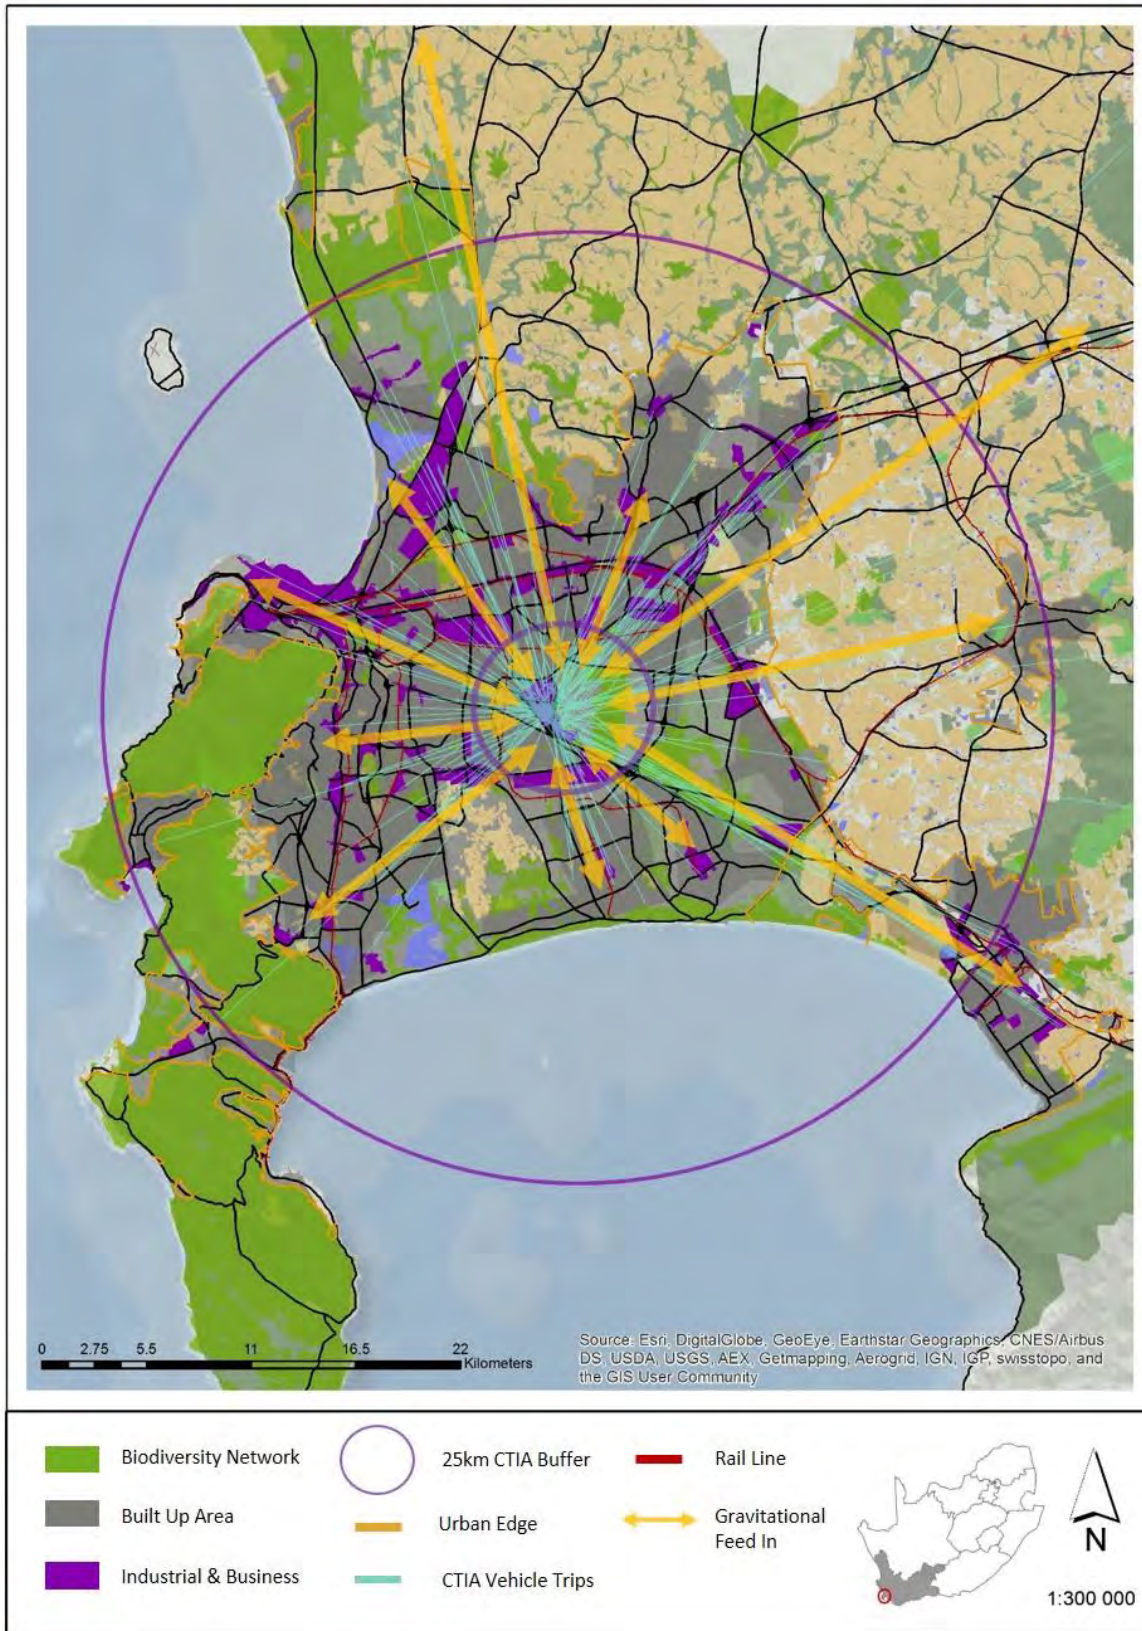 0 2.75 5.5 11 16.5 22
Kilometers
Source: Esri, DigitalGlobe, GeoEye, Earthstar Geographics, CNES/Airbus
DS, USDA, USGS, AEX, Getmapping, Aerogrid, IGN, IGP, swisstopo, and
the GIS User Community
Biodiversity Network
25km CTIA Buffer
Rail Line
Built Up Area
Urban Edge
Gravitational
Feed In
Industrial & Business
CTIA Vehicle Trips
N
1:300 000